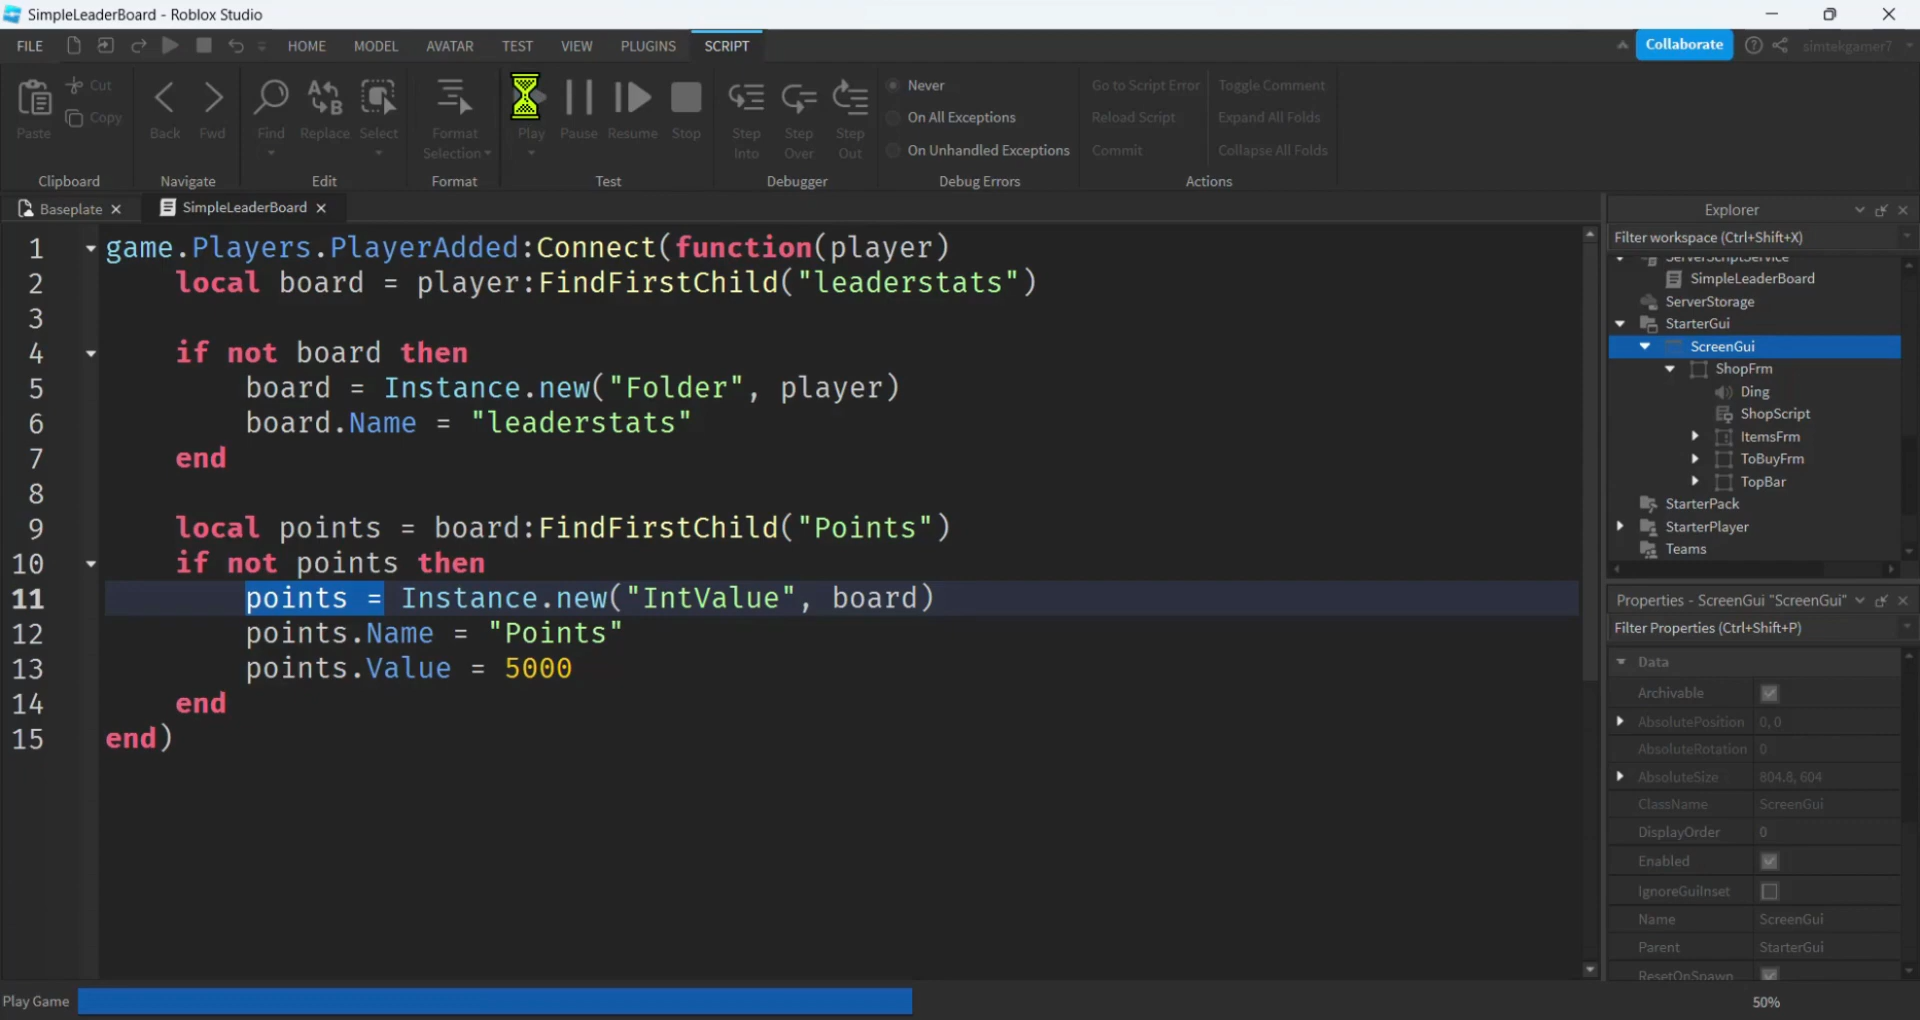 SimpleLeaderBoard - Roblox Studio
FILE HOME MODEL AVATAR TEST VIEW PLUGINS SCRIPT Collaborate simtekgamer7
Paste Cut Copy
Clipboard
Back Fwd
Navigate
Find Replace Select
Edit
Format Selection
Format
Play Pause Resume Stop
Test
Step Into Step Over Step Out
Debugger
Never
On All Exceptions
On Unhandled Exceptions
Debug Errors
Go to Script Error Toggle Comment
Reload Script Expand All Folds
Commit Collapse All Folds
Actions
Baseplate SimpleLeaderBoard
1 game.Players.PlayerAdded:Connect(function(player)
2 local board = player:FindFirstChild("leaderstats")
3
4 if not board then
5 board = Instance.new("Folder", player)
6 board.Name = "leaderstats"
7 end
8
9 local points = board:FindFirstChild("Points")
10 if not points then
11 points = Instance.new("IntValue", board)
12 points.Name = "Points"
13 points.Value = 5000
14 end
15 end)
Explorer
Filter workspace (Ctrl+Shift+X)
ServerScriptService
SimpleLeaderBoard
ServerStorage
StarterGui
ScreenGui
ShopFrm
Ding
ShopScript
ItemsFrm
ToBuyFrm
TopBar
StarterPack
StarterPlayer
Teams
Properties - ScreenGui "ScreenGui"
Filter Properties (Ctrl+Shift+P)
Data
Archivable
AbsolutePosition 0, 0
AbsoluteRotation 0
AbsoluteSize 804.8, 604
ClassName ScreenGui
DisplayOrder 0
Enabled
IgnoreGuiInset
Name ScreenGui
Parent StarterGui
ResetOnSpawn
Play Game 50%